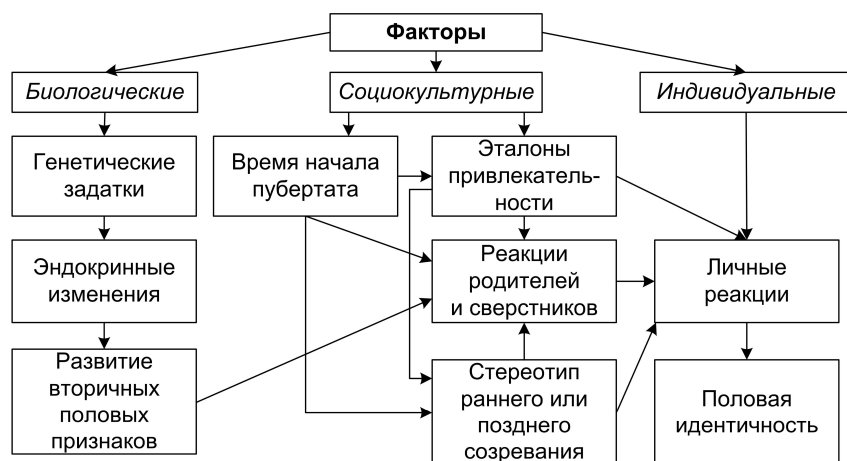 Факторы
Биологические
Социокультурные
Индивидуальные
Генетические
задатки
Время начала
пубертата
Эталоны
привлекатель-
ности
Эндокринные
изменения
Реакции
родителей
и сверстников
Личные
реакции
Развитие
вторичных
половых
признаков
Стереотип
раннего или
позднего
созревания
Половая
идентичность